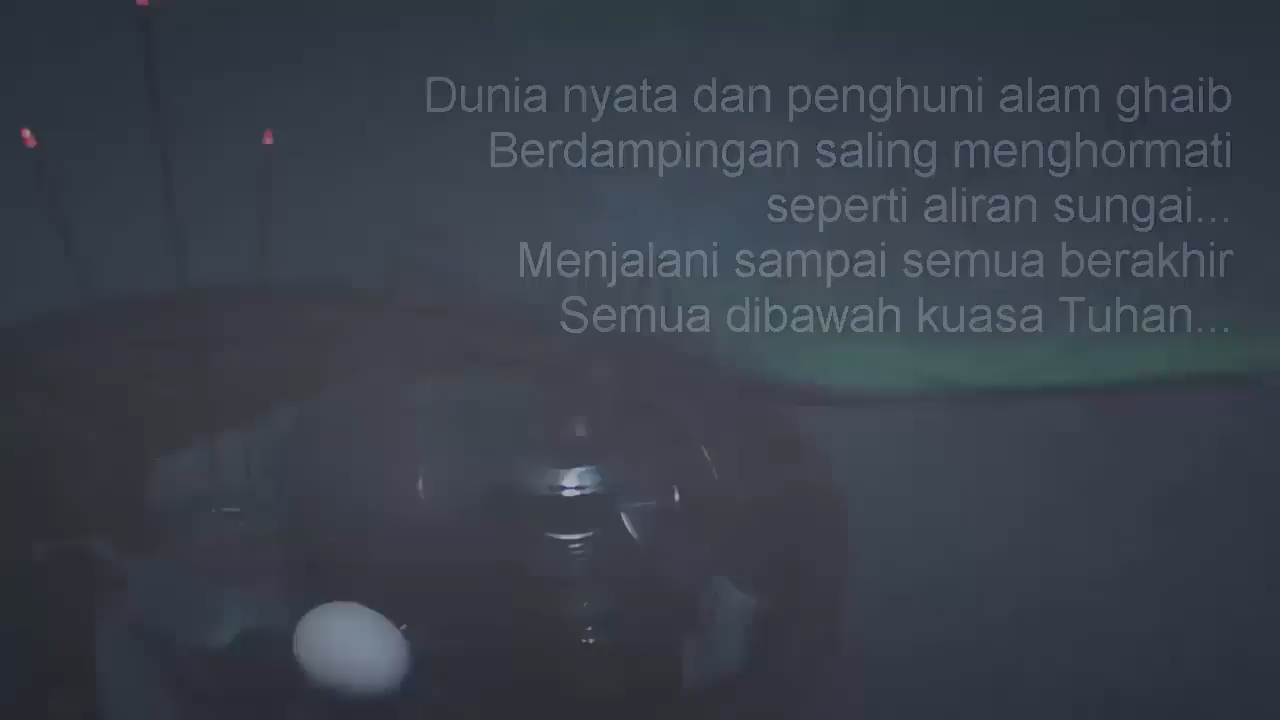 Dunia nyata dan penghuni alam ghaib
Berdampingan saling menghormati
seperti aliran sungai...
Menjalani sampai semua berakhir
Semua dibawah kuasa Tuhan...